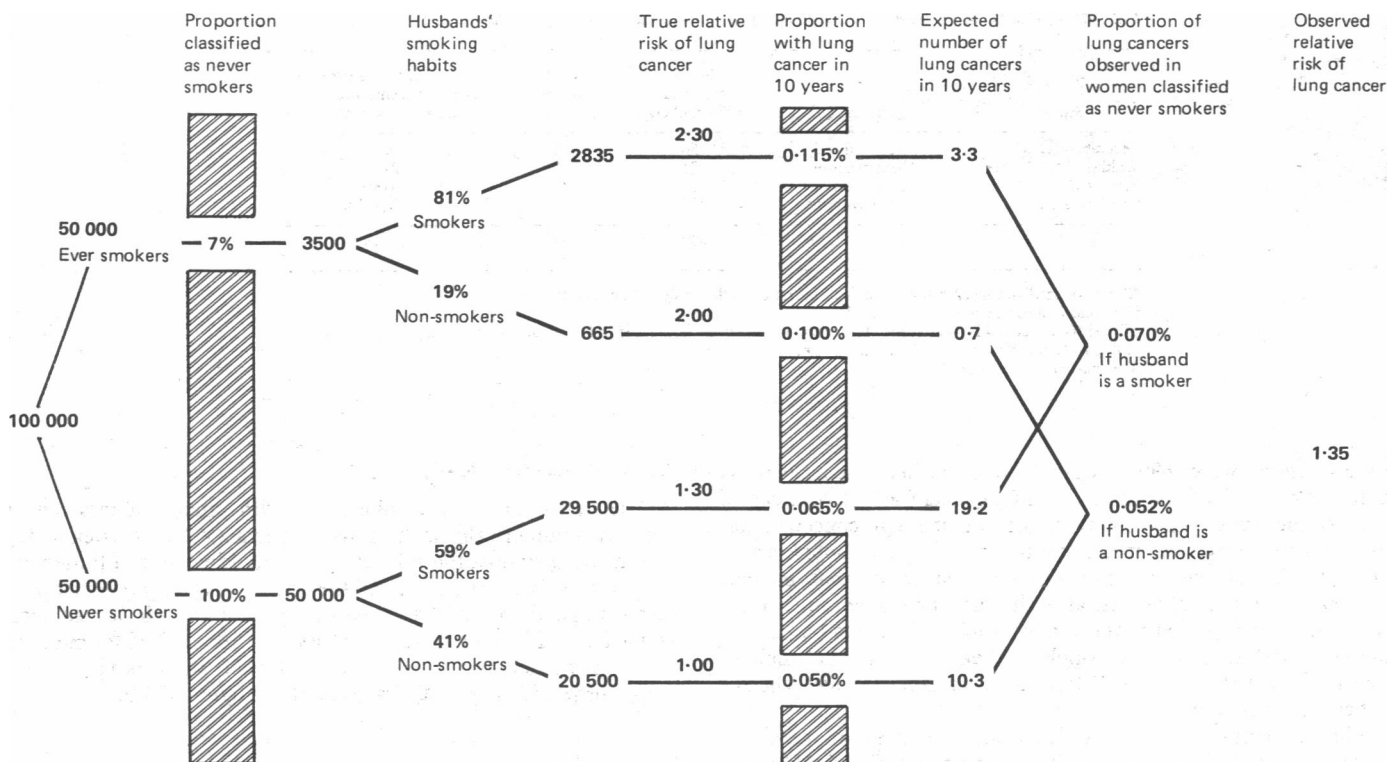 Proportion
classified
as never
smokers
Husbands'
smoking
habits
True relative
risk of lung
cancer
Proportion
with lung
cancer in
10 years
Expected
number of
lung cancers
in 10 years
Proportion of
lung cancers
observed in
women classified
as never smokers
Observed
relative
risk of
lung cancer
2·30
2835
0·115%
3·3
81%
Smokers
50 000
Ever smokers
7%
3500
19%
Non-smokers
2·00
665
0·100%
0·7
0·070%
If husband
is a smoker
100 000
1·35
1·30
29 500
0·065%
19·2
0·052%
If husband is
a non-smoker
59%
Smokers
50 000
Never smokers
100%
50 000
41%
Non-smokers
1·00
20 500
0·050%
10·3